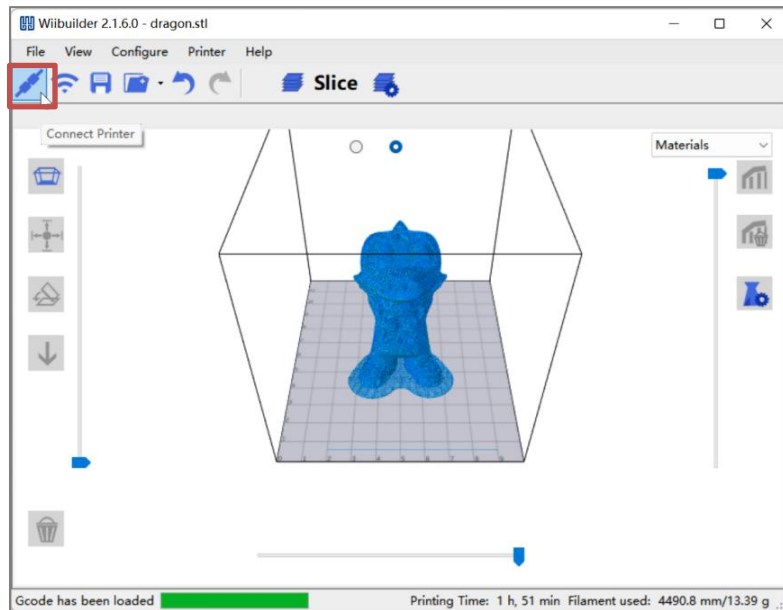 Wiibuilder 2.1.6.0 - dragon.stl
File View Configure Printer Help
Slice
Connect Printer
Materials
Gcode has been loaded
Printing Time: 1 h, 51 min Filament used: 4490.8 mm/13.39 g